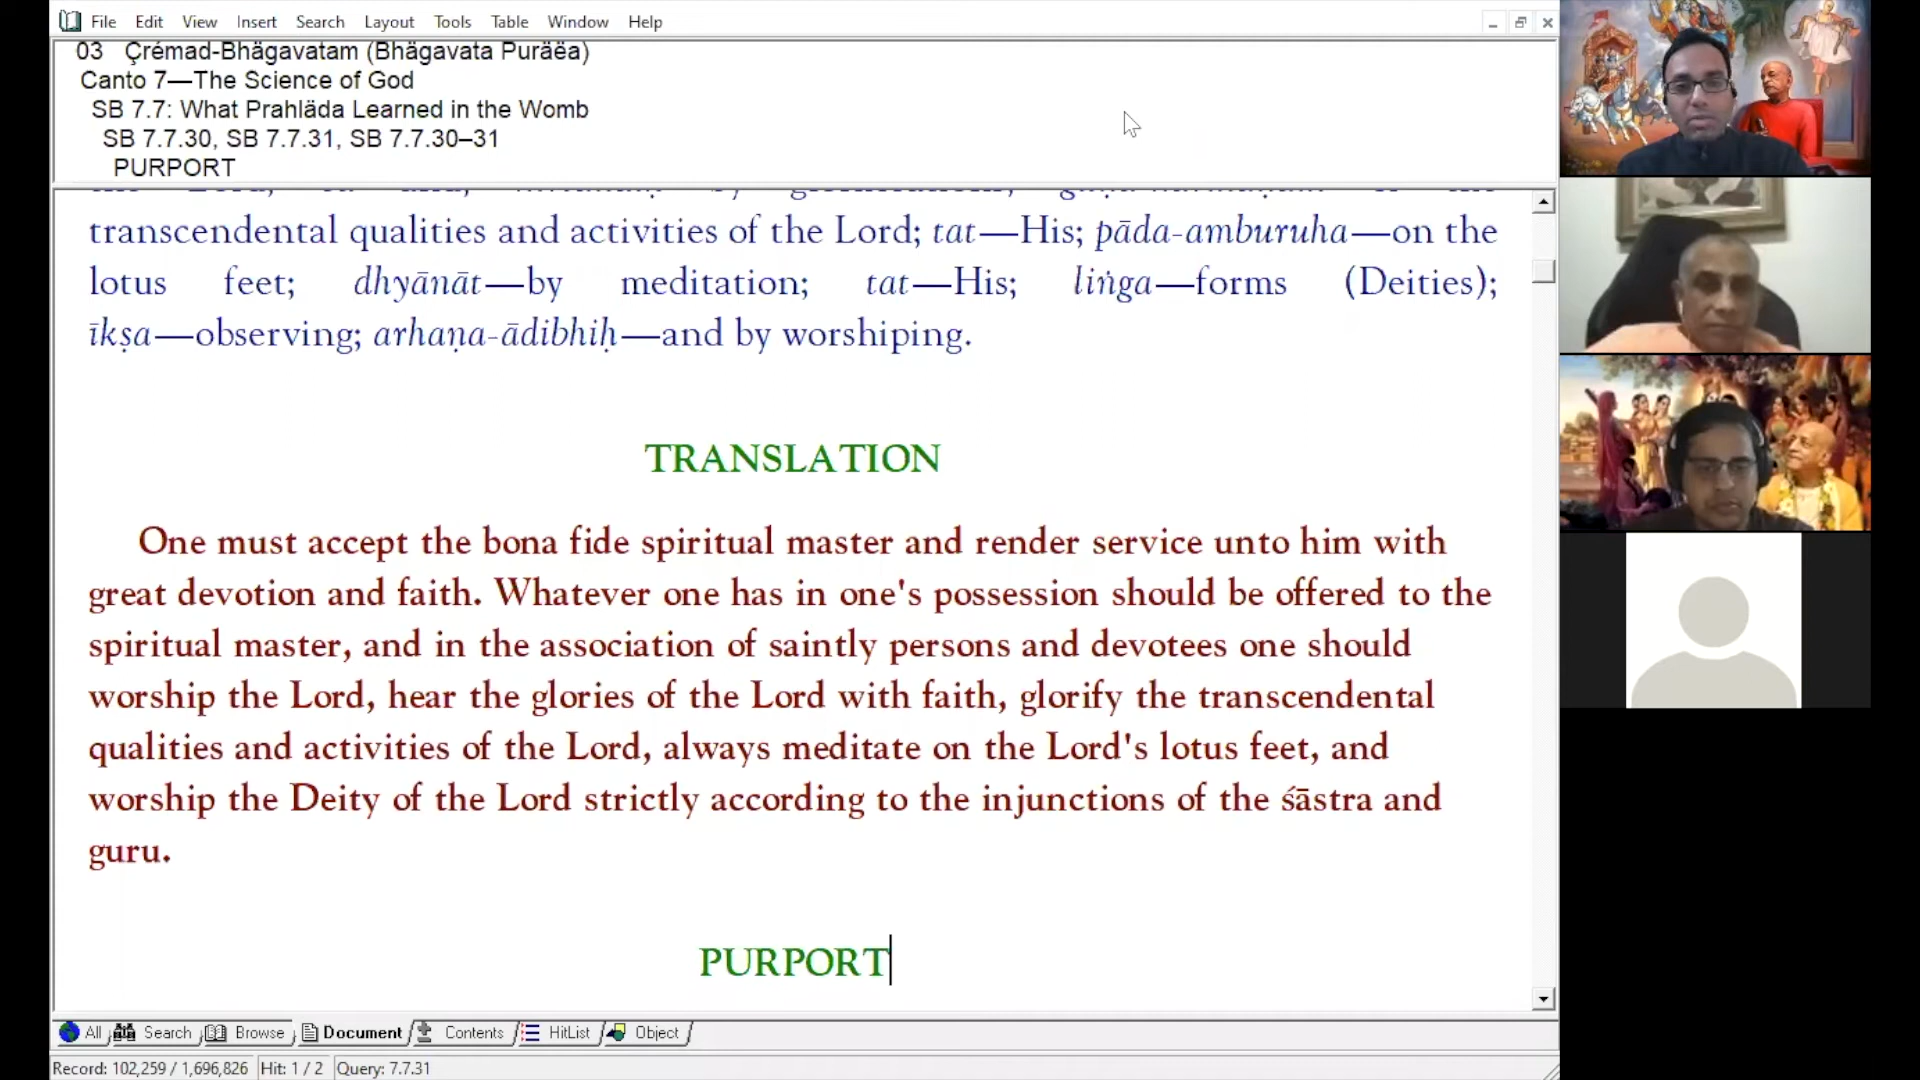 File Edit View Insert Search Layout Tools Table Window Help
03 Çrémad-Bhägavatam (Bhägavata Puräëa)
Canto 7—The Science of God
SB 7.7: What Prahläda Learned in the Womb
SB 7.7.30, SB 7.7.31, SB 7.7.30–31
PURPORT
transcendental qualities and activities of the Lord; tat—His; pāda-amburuha—on the
lotus feet; dhyānāt—by meditation; tat—His; liṅga—forms (Deities);
īkṣa—observing; arhaṇa-ādibhiḥ—and by worshiping.
TRANSLATION
One must accept the bona fide spiritual master and render service unto him with
great devotion and faith. Whatever one has in one's possession should be offered to the
spiritual master, and in the association of saintly persons and devotees one should
worship the Lord, hear the glories of the Lord with faith, glorify the transcendental
qualities and activities of the Lord, always meditate on the Lord's lotus feet, and
worship the Deity of the Lord strictly according to the injunctions of the śāstra and
guru.
PURPORT
All Search Browse Document Contents HitList Object
Record: 102,259 / 1,696,826 Hit: 1 / 2 Query: 7.7.31